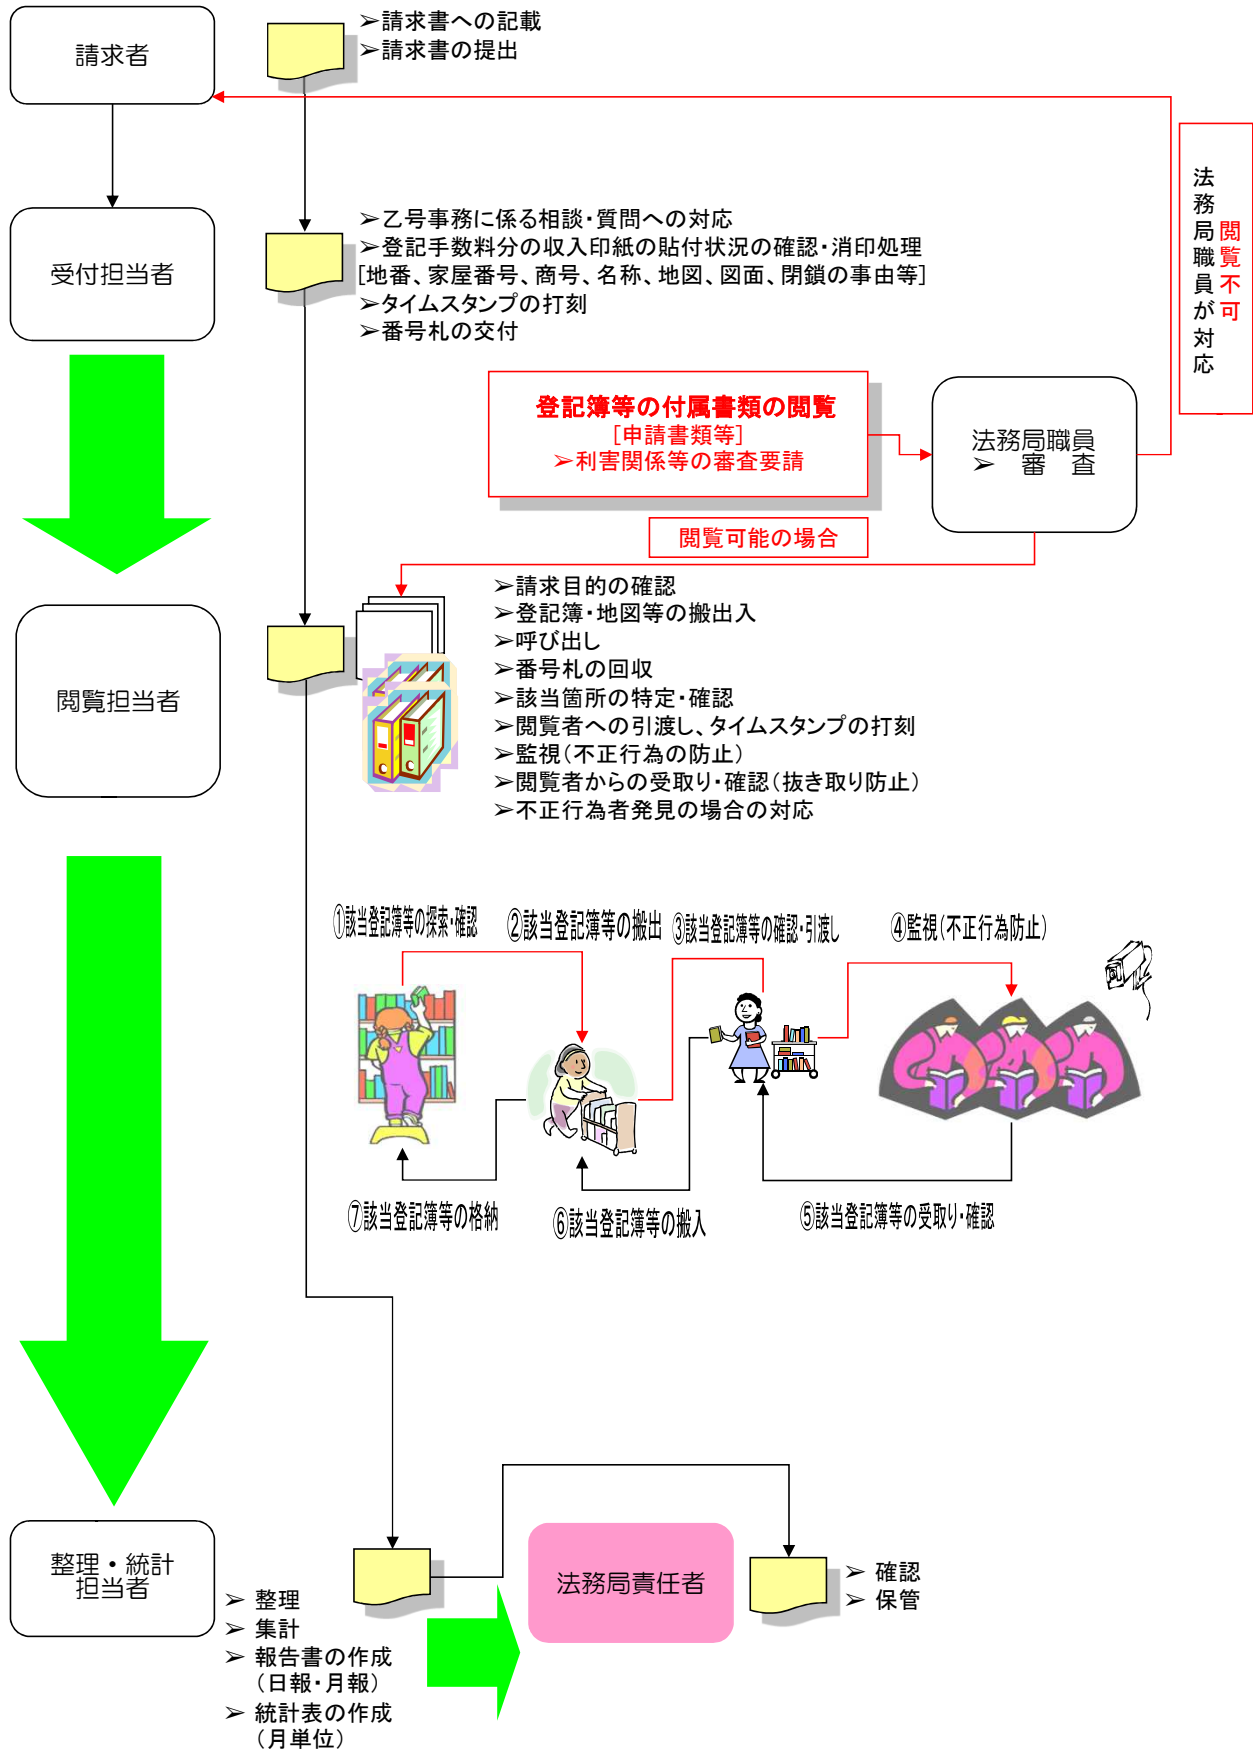 請求者
➢請求書への記載
➢請求書の提出
受付担当者
➢乙号事務に係る相談・質問への対応
➢登記手数料分の収入印紙の貼付状況の確認・消印処理
[地番、家屋番号、商号、名称、地図、図面、閉鎖の事由等]
➢タイムスタンプの打刻
➢番号札の交付
閲覧不可
法務局職員が対応
登記簿等の付属書類の閲覧
[申請書類等]
➢利害関係等の審査要請
法務局職員
➢ 審 査
閲覧可能の場合
閲覧担当者
➢請求目的の確認
➢登記簿・地図等の搬出入
➢呼び出し
➢番号札の回収
➢該当箇所の特定・確認
➢閲覧者への引渡し、タイムスタンプの打刻
➢監視(不正行為の防止)
➢閲覧者からの受取り・確認(抜き取り防止)
➢不正行為者発見の場合の対応
①該当登記簿等の探索・確認
②該当登記簿等の搬出
③該当登記簿等の確認・引渡し
④監視(不正行為防止)
⑦該当登記簿等の格納
⑥該当登記簿等の搬入
⑤該当登記簿等の受取り・確認
整理・統計
担当者
➢ 整理
➢ 集計
➢ 報告書の作成
(日報・月報)
➢ 統計表の作成
(月単位)
法務局責任者
➢ 確認
➢ 保管